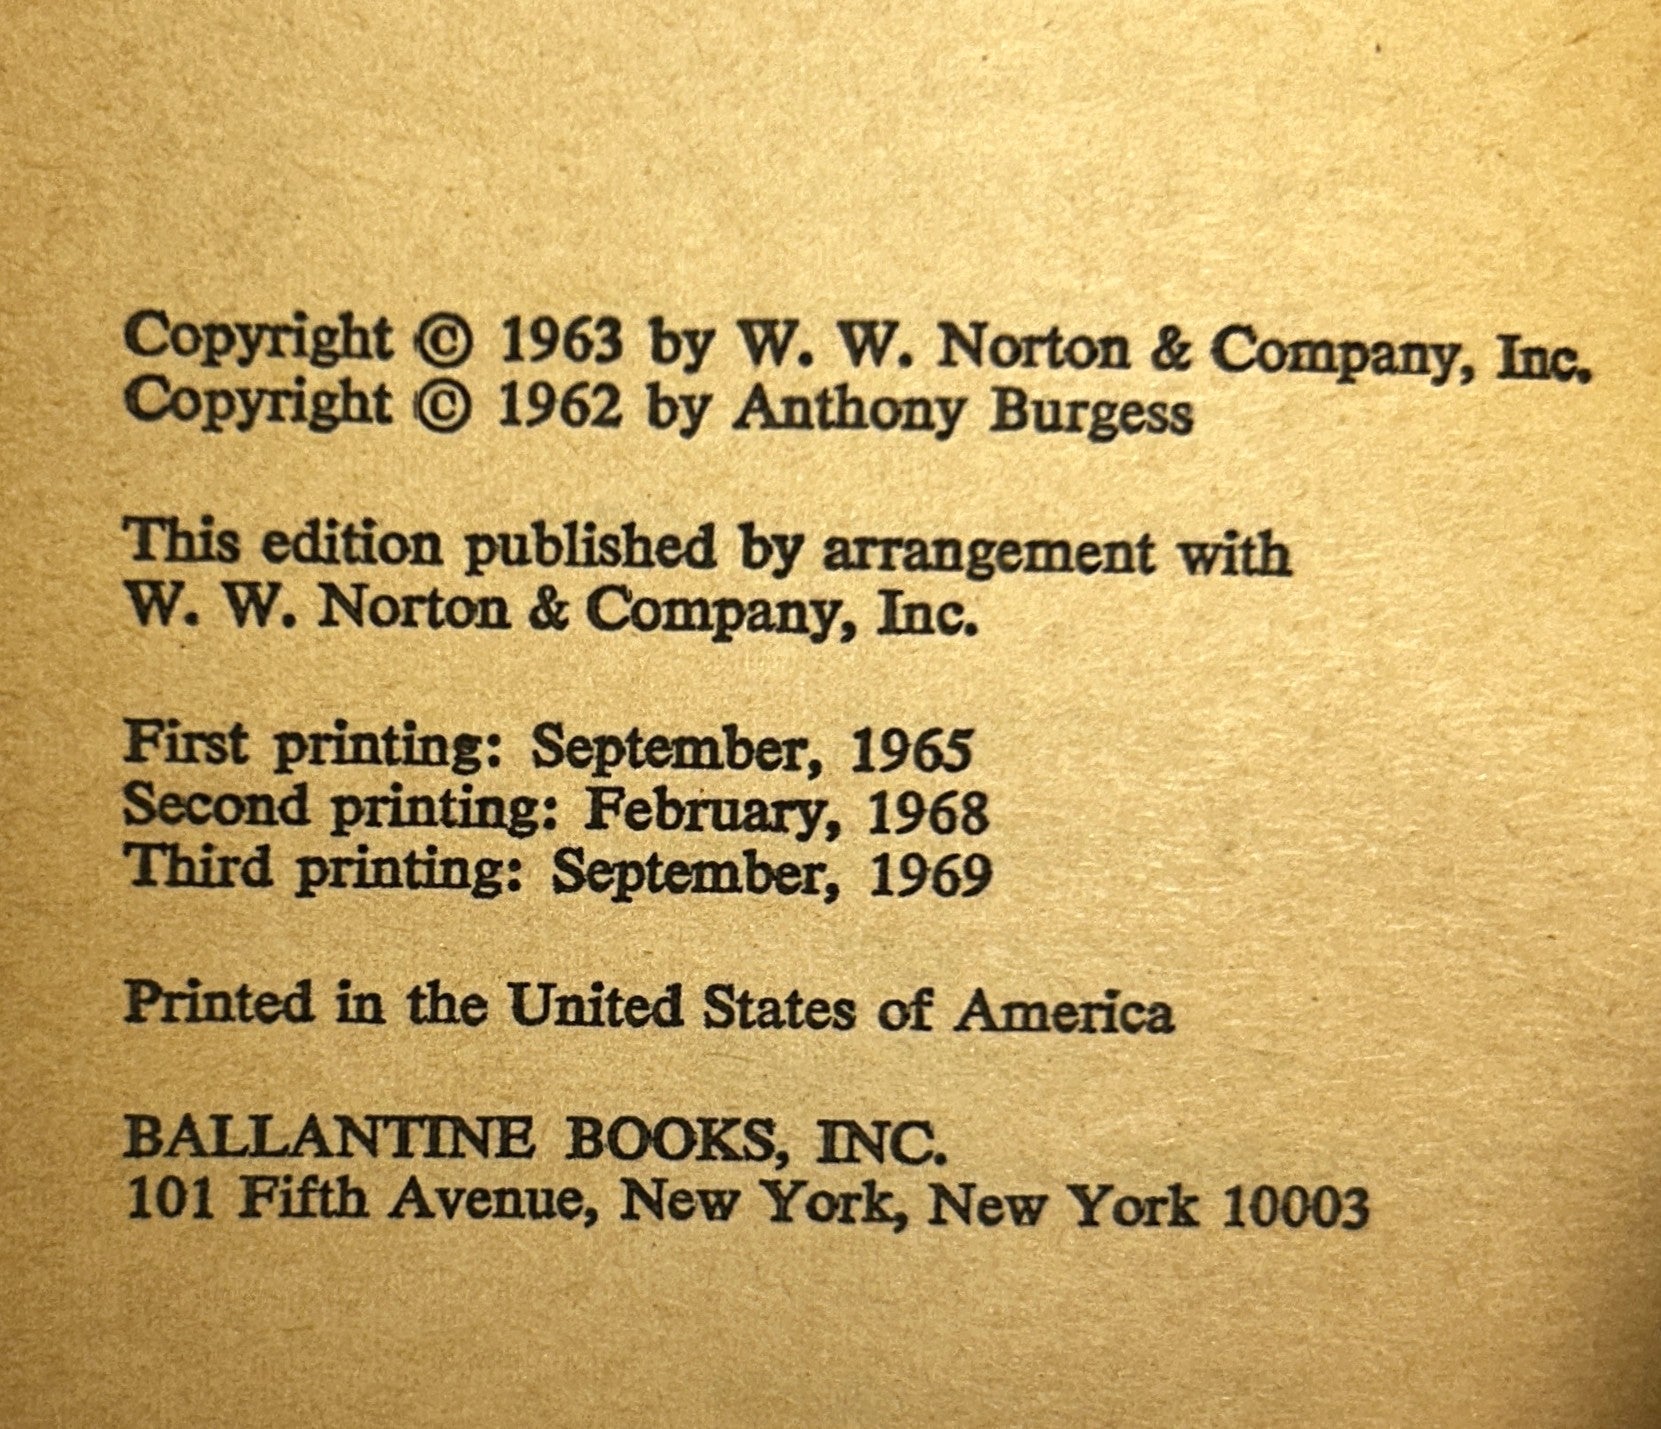 Copyright © 1963 by W. W. Norton & Company, Inc.
Copyright © 1962 by Anthony Burgess
This edition published by arrangement with
W. W. Norton & Company, Inc.
First printing: September, 1965
Second printing: February, 1968
Third printing: September, 1969
Printed in the United States of America
BALLANTINE BOOKS, INC.
101 Fifth Avenue, New York, New York 10003